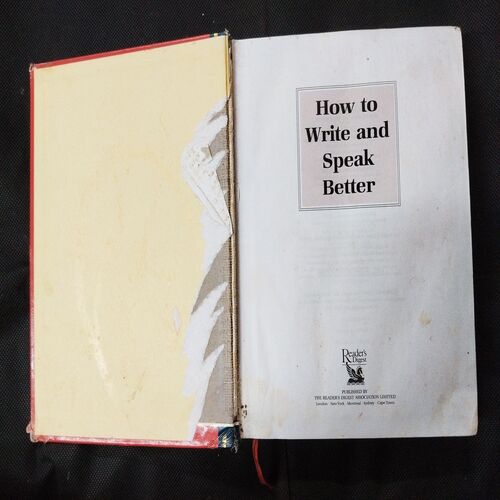 How to
Write and
Speak
Better
Reader's
Digest
PUBLISHED BY
THE READER'S DIGEST ASSOCIATION LIMITED
London · New York · Montreal · Sydney · Cape Town